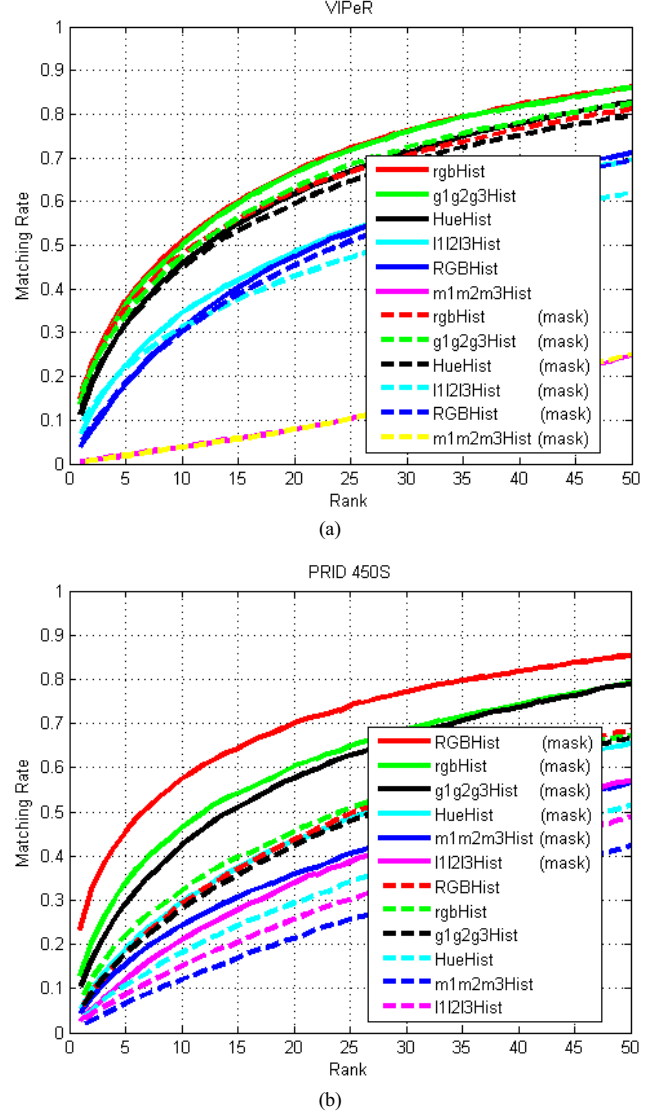 VIPeR
1
0.9
0.8
0.7
0.6
0.5
0.4
0.3
0.2
0.1
0
Matching Rate
rgbHist
g1g2g3Hist
HueHist
l1l2l3Hist
RGBHist
m1m2m3Hist
rgbHist (mask)
g1g2g3Hist (mask)
HueHist (mask)
l1l2l3Hist (mask)
RGBHist (mask)
m1m2m3Hist (mask)
0 5 10 15 20 25 30 35 40 45 50
Rank
(a)
PRID 450S
1
0.9
0.8
0.7
0.6
0.5
0.4
0.3
0.2
0.1
0
Matching Rate
RGBHist (mask)
rgbHist (mask)
g1g2g3Hist (mask)
HueHist (mask)
m1m2m3Hist (mask)
l1l2l3Hist (mask)
RGBHist
rgbHist
g1g2g3Hist
HueHist
m1m2m3Hist
l1l2l3Hist
0 5 10 15 20 25 30 35 40 45 50
Rank
(b)